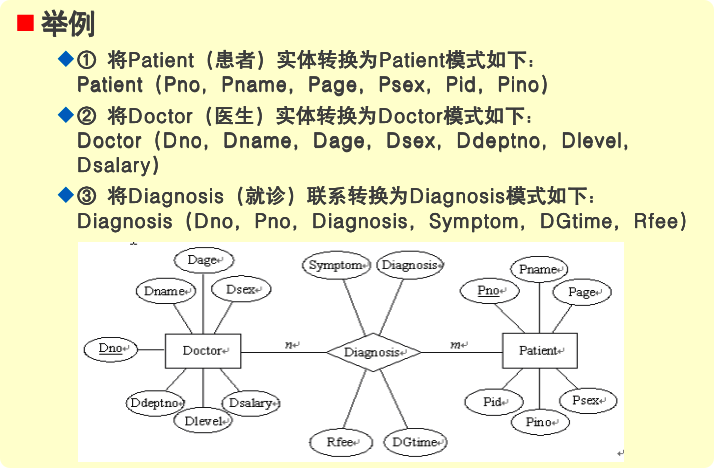 举例
① 将Patient（患者）实体转换为Patient模式如下：
Patient（Pno，Pname，Page，Psex，Pid，Pino）
② 将Doctor（医生）实体转换为Doctor模式如下：
Doctor（Dno，Dname，Dage，Dsex，Ddeptno，Dlevel，
Dsalary）
③ 将Diagnosis（就诊）联系转换为Diagnosis模式如下：
Diagnosis（Dno，Pno，Diagnosis，Symptom，DGtime，Rfee）
Dage
Symptom
Diagnosis
Pname
Dname
Dsex
Pno
Page
Dno
Doctor
n
Diagnosis
m
Patient
Ddeptno
Dsalary
Dlevel
Pid
Psex
Pino
Rfee
DGtime